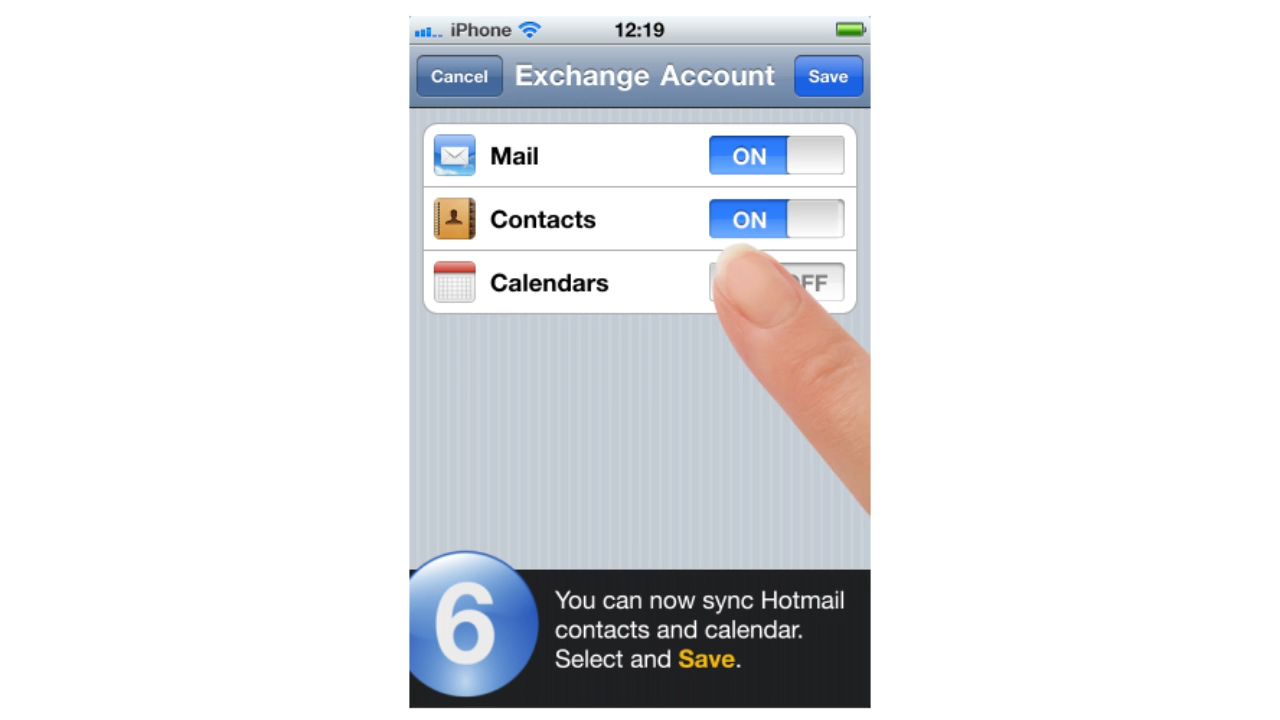 iPhone 12:19
Cancel Exchange Account Save
Mail ON
Contacts ON
Calendars
6
You can now sync Hotmail
contacts and calendar.
Select and Save.